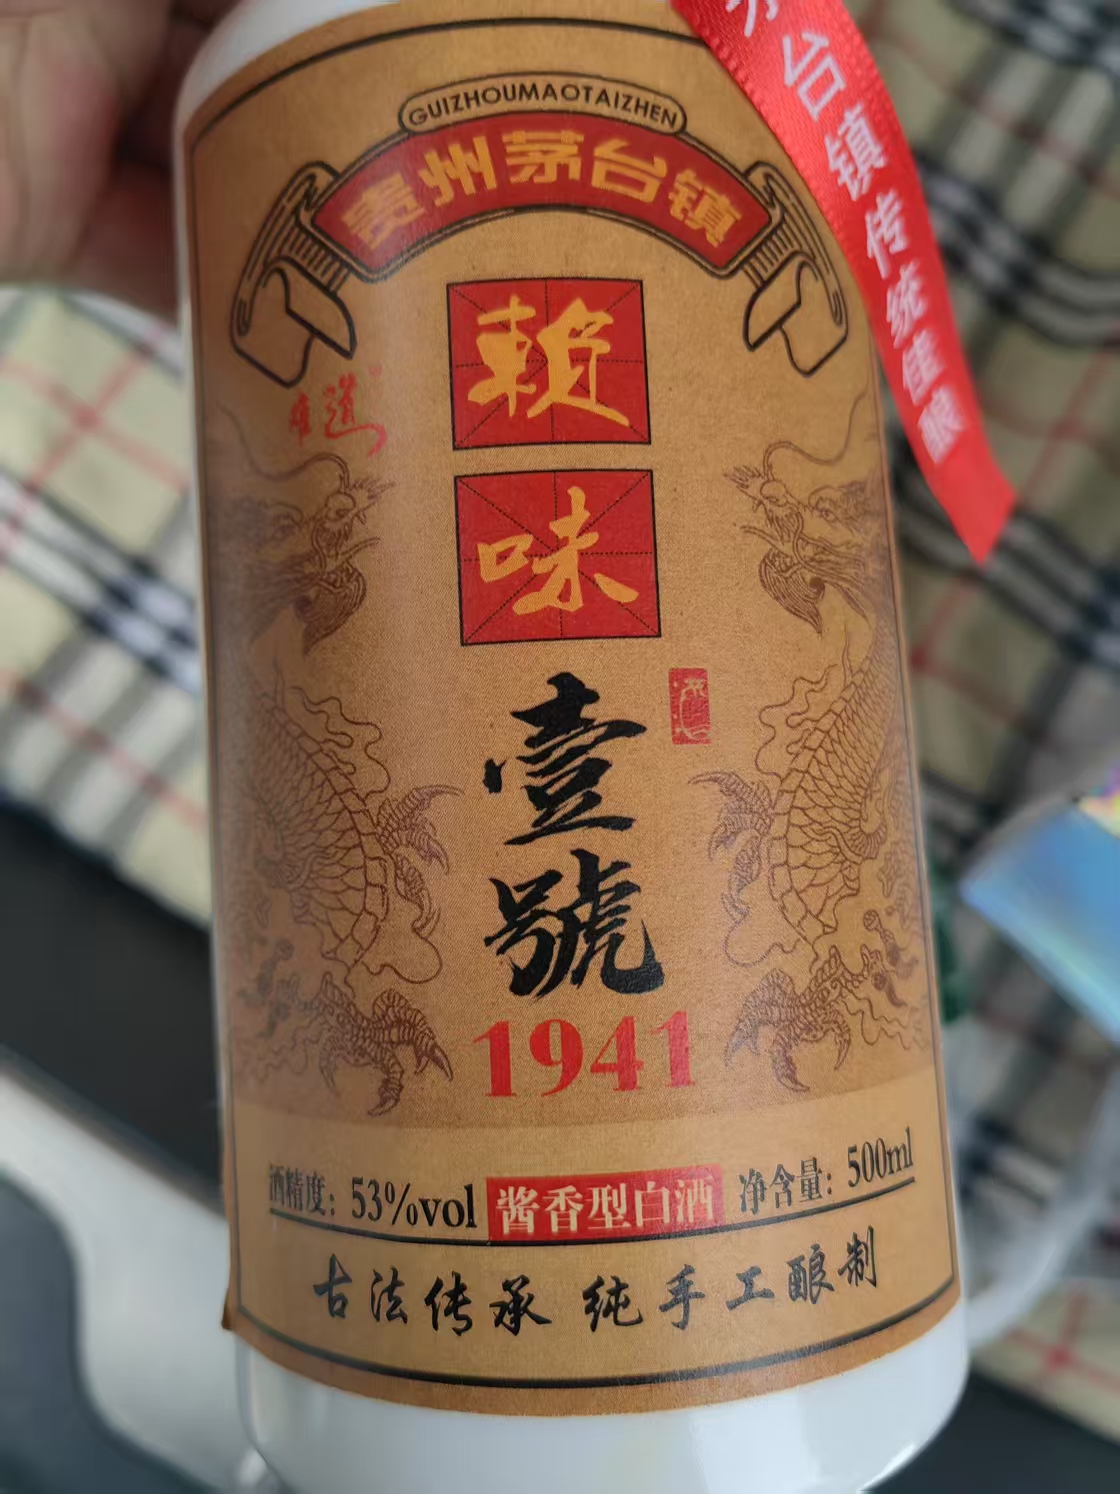 GUIZHOUMAOTAIZHEN
贵州茅台镇
賴
味
壹
號
1941
酒精度：53%vol 酱香型白酒 净含量：500ml
古法传承 纯手工酿制
台镇传统佳酿